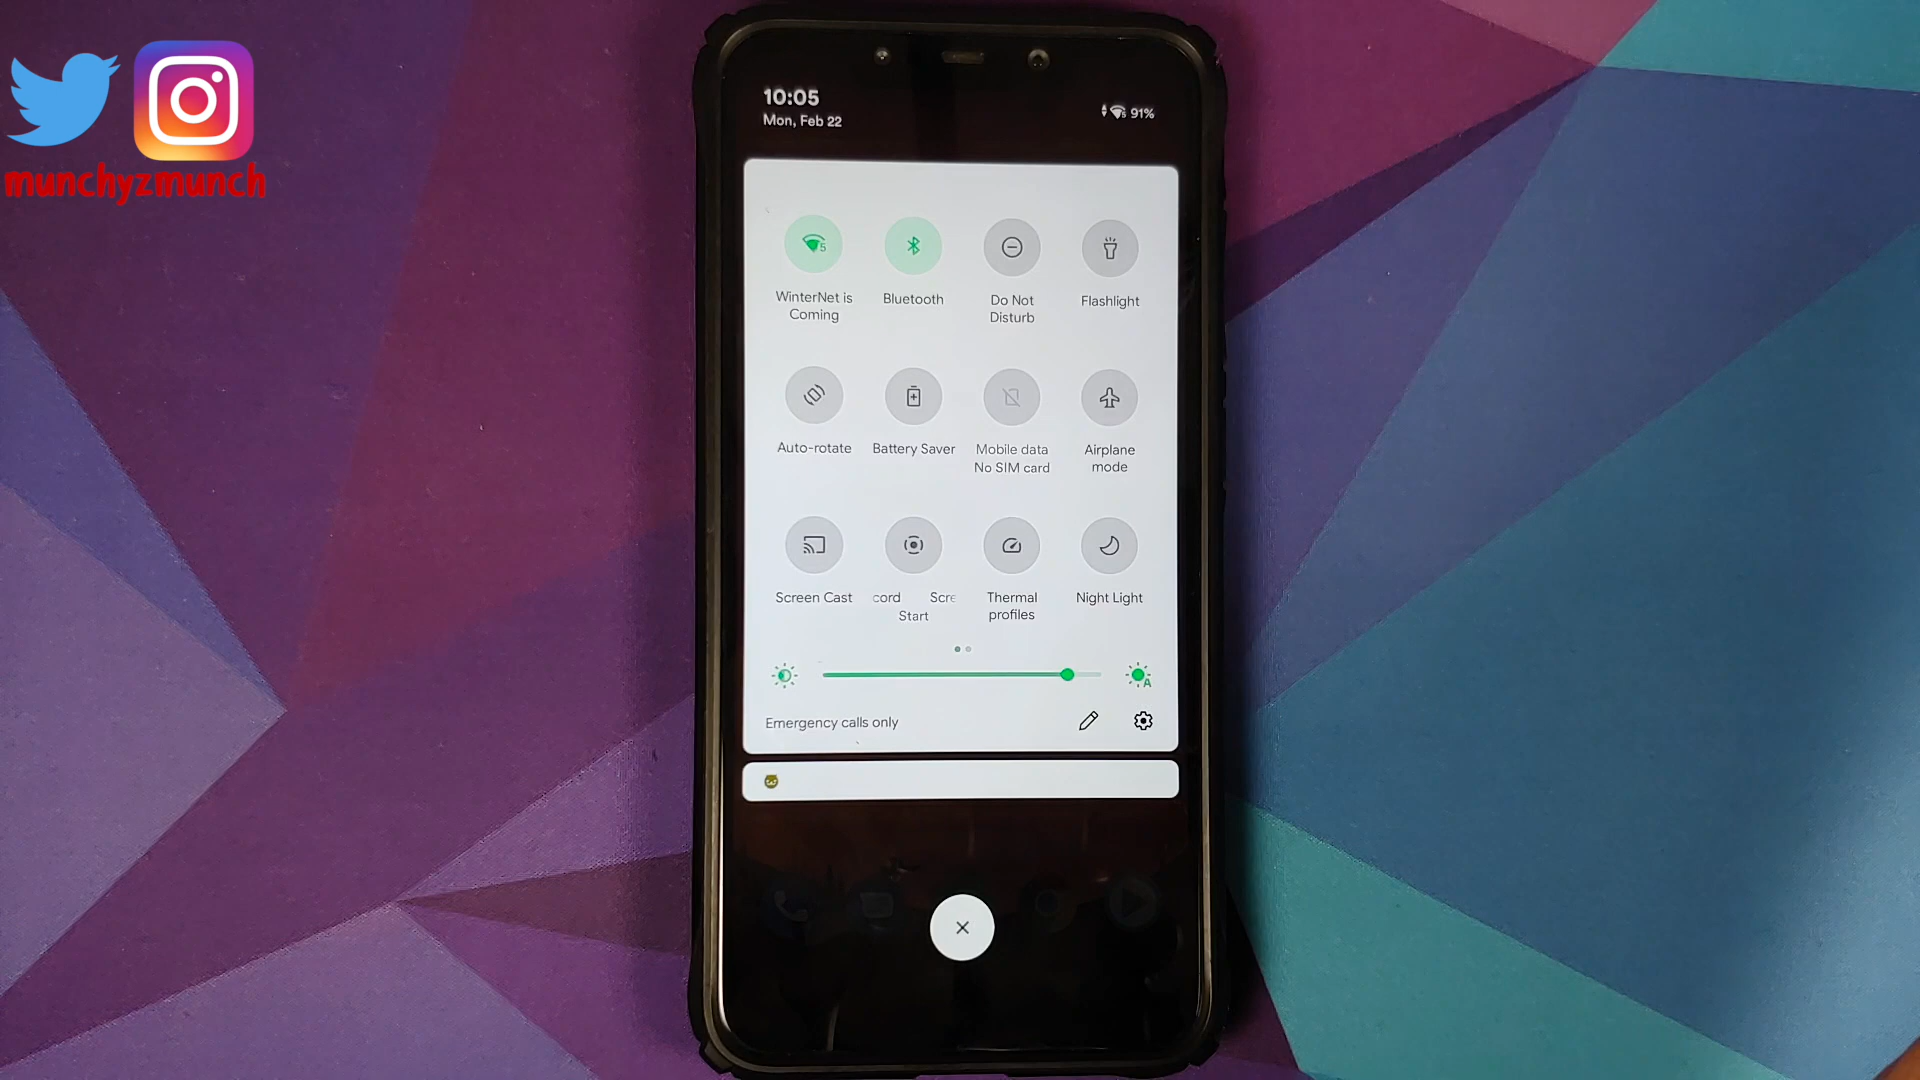 munchyzmunch
10:05
Mon, Feb 22
5 91%
WinterNet is
Coming
5
Bluetooth
Do Not
Disturb
Flashlight
Auto-rotate
Battery Saver
Mobile data
No SIM card
Airplane
mode
Screen Cast
cord Scre
Start
Thermal
profiles
Night Light
A
Emergency calls only